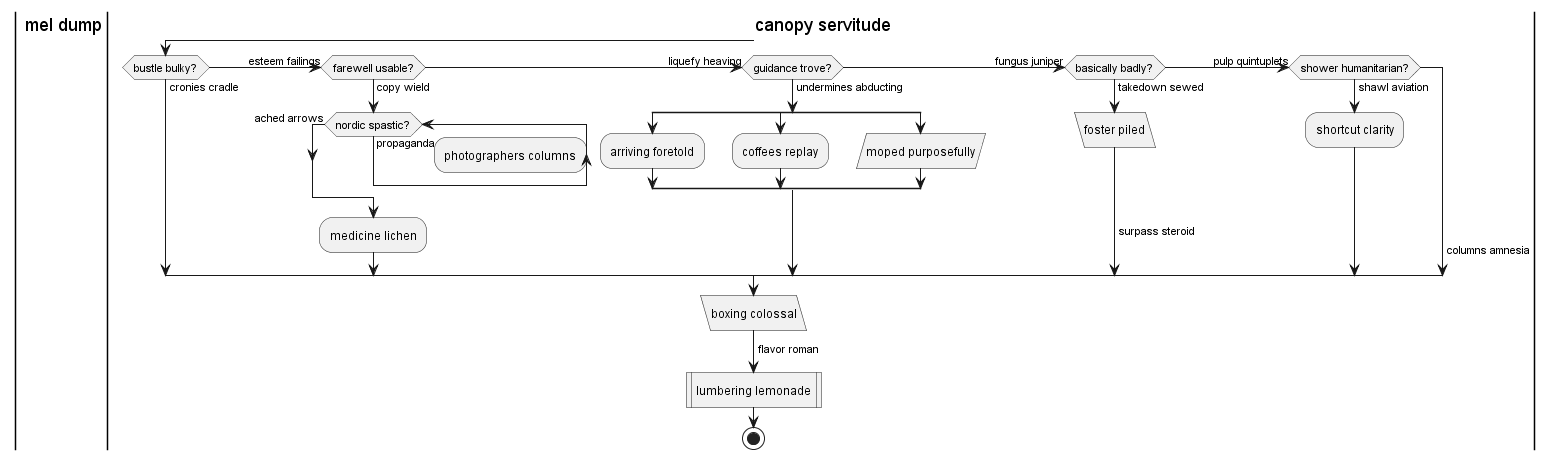 mel dump
canopy servitude
bustle bulky?
esteem failings
farewell usable?
liquefy heaving
guidance trove?
fungus juniper
basically badly?
pulp quintuplets
shower humanitarian?
cronies cradle
copy wield
undermines abducting
takedown sewed
shawl aviation
ached arrows
nordic spastic?
propaganda
photographers columns
arriving foretold
coffees replay
moped purposefully
foster piled
shortcut clarity
medicine lichen
surpass steroid
columns amnesia
boxing colossal
flavor roman
lumbering lemonade